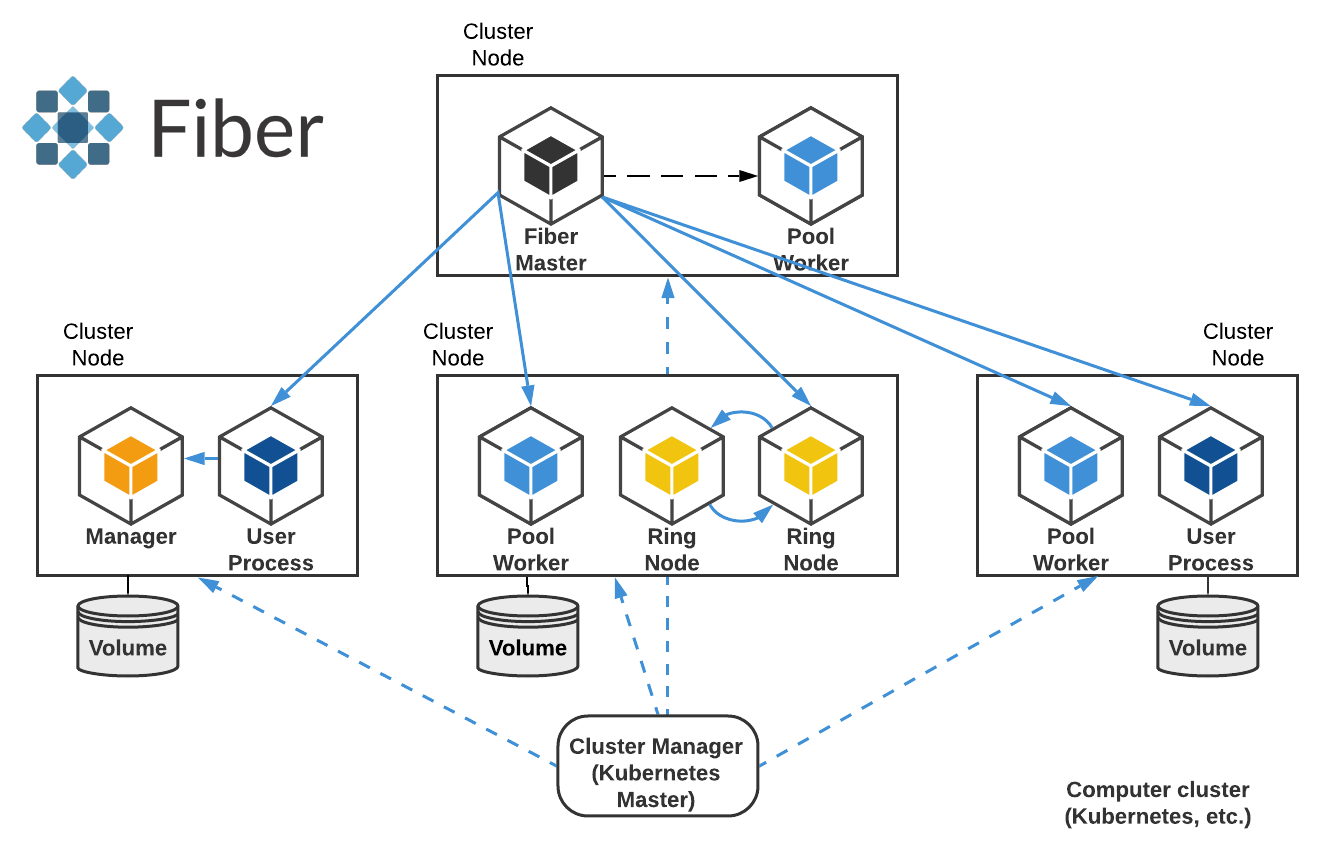 Cluster
Node
Fiber
Fiber
Master
Pool
Worker
Cluster
Node
Cluster
Node
Cluster
Node
Manager
User
Process
Pool
Worker
Ring
Node
Ring
Node
Pool
Worker
User
Process
Volume
Volume
Volume
Cluster Manager
(Kubernetes
Master)
Computer cluster
(Kubernetes, etc.)